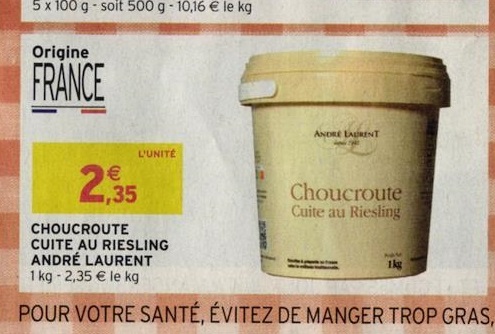 5 x 100 g - soit 500 g - 10,16 € le kg
Origine
FRANCE
L'UNITÉ
2,35 €
CHOUCROUTE
CUITE AU RIESLING
ANDRÉ LAURENT
1 kg - 2,35 € le kg
ANDRÉ LAURENT
Choucroute
Cuite au Riesling
1kg
POUR VOTRE SANTÉ, ÉVITEZ DE MANGER TROP GRAS,